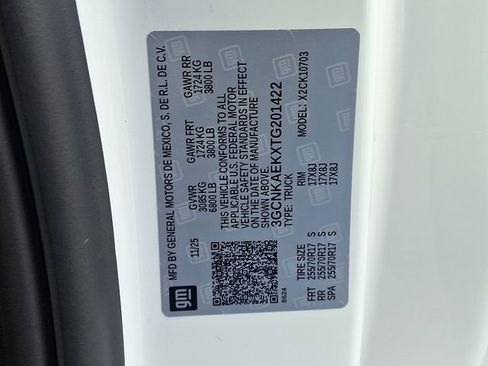 gm
MFD BY GENERAL MOTORS DE MEXICO, S. DE R.L. DE C.V.
11/25 GVWR GAWR FRT GAWR RR
3085 KG 1724 KG 1724 KG
6800 LB 3800 LB 3800 LB
THIS VEHICLE CONFORMS TO ALL
APPLICABLE U.S. FEDERAL MOTOR
VEHICLE SAFETY STANDARDS IN EFFECT
ON THE DATE OF MANUFACTURE
SHOWN ABOVE.
3GCNKAEKXTG201422
TYPE: TRUCK MODEL: X2CK10703
8624
TIRE SIZE RIM
FRT 255/70R17 S 17X8J
RR 255/70R17 S 17X8J
SPA 255/70R17 S 17X8J